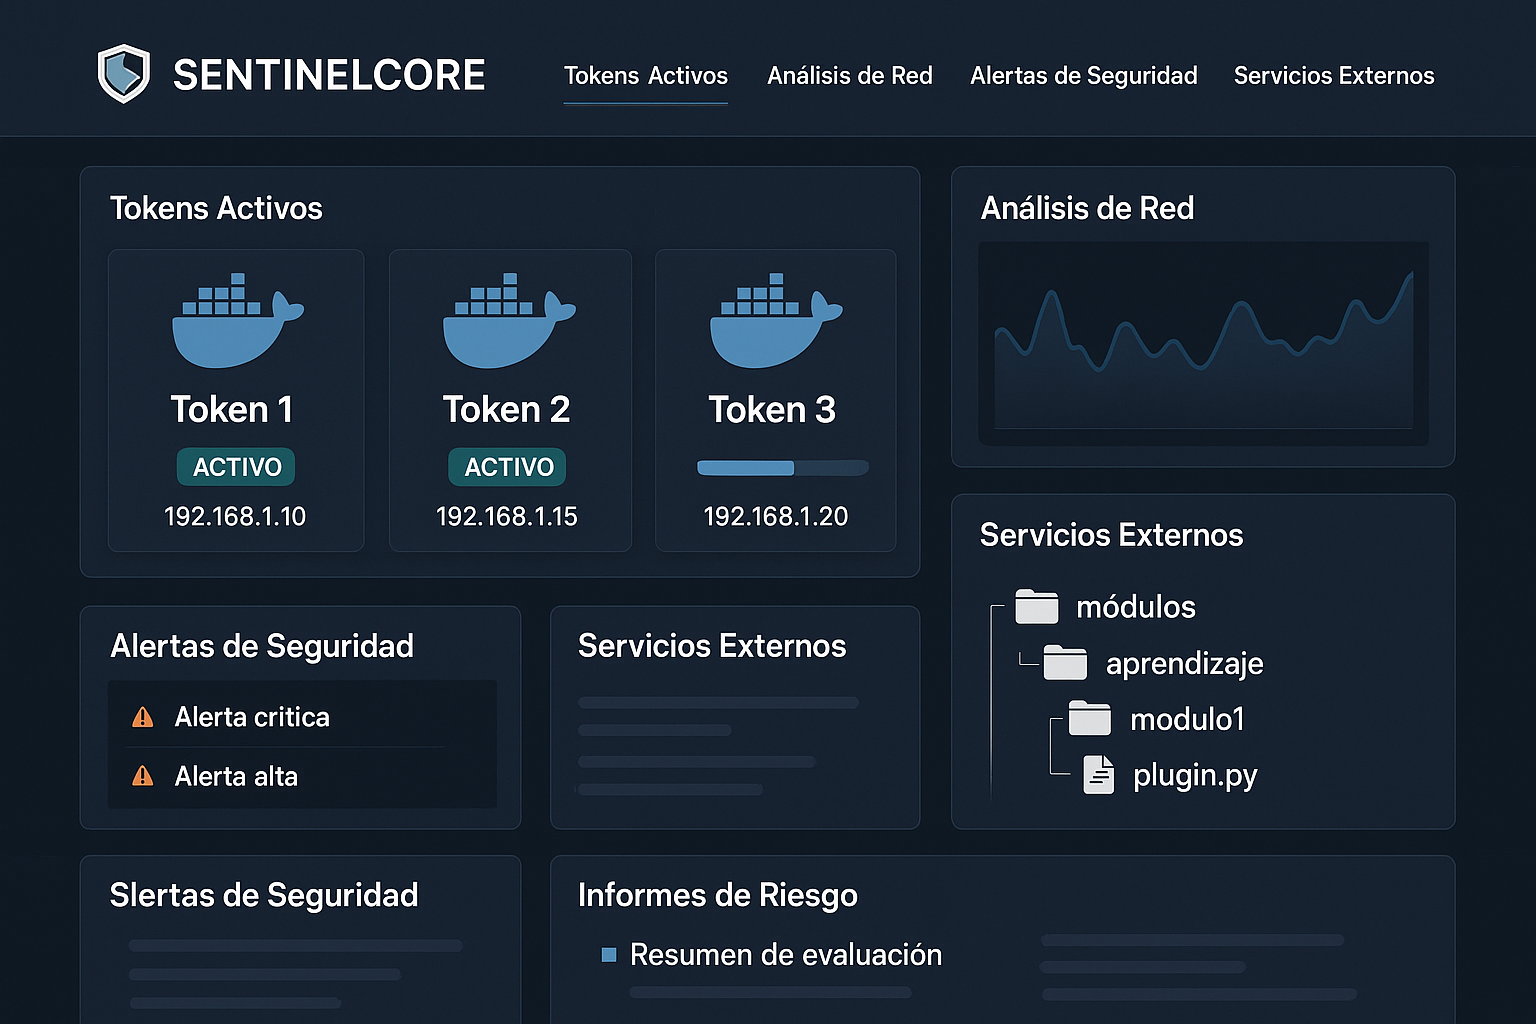 SENTINELCORE
Tokens Activos
Análisis de Red
Alertas de Seguridad
Servicios Externos
Tokens Activos
Token 1
ACTIVO
192.168.1.10
Token 2
ACTIVO
192.168.1.15
Token 3
192.168.1.20
Análisis de Red
Servicios Externos
módulos
aprendizaje
modulo1
plugin.py
Alertas de Seguridad
Alerta critica
Alerta alta
Servicios Externos
Slertas de Seguridad
Informes de Riesgo
Resumen de evaluación